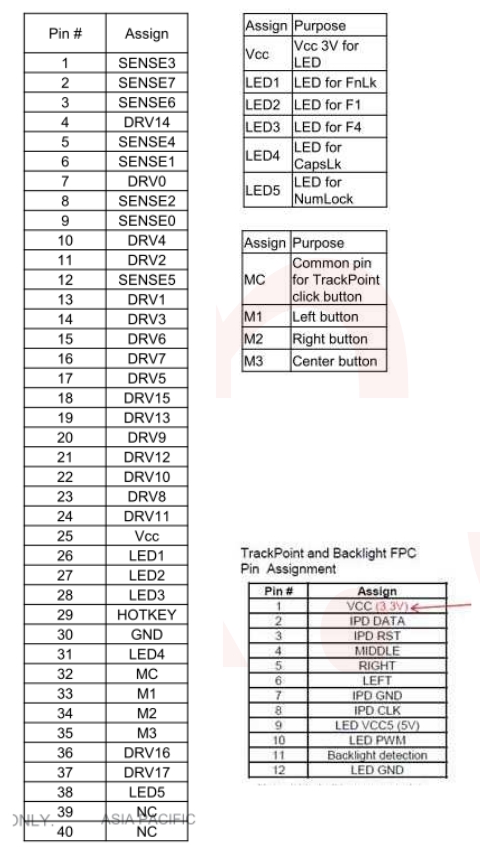 Pin # Assign
1 SENSE3
2 SENSE7
3 SENSE6
4 DRV14
5 SENSE4
6 SENSE1
7 DRV0
8 SENSE2
9 SENSE0
10 DRV4
11 DRV2
12 SENSE5
13 DRV1
14 DRV3
15 DRV6
16 DRV7
17 DRV5
18 DRV15
19 DRV13
20 DRV9
21 DRV12
22 DRV10
23 DRV8
24 DRV11
25 Vcc
26 LED1
27 LED2
28 LED3
29 HOTKEY
30 GND
31 LED4
32 MC
33 M1
34 M2
35 M3
36 DRV16
37 DRV17
38 LED5
39 NC
ONLY. ASIA PACIFIC
40 NC
Assign Purpose
Vcc Vcc 3V for
LED
LED1 LED for FnLk
LED2 LED for F1
LED3 LED for F4
LED4 LED for
CapsLk
LED5 LED for
NumLock
Assign Purpose
MC Common pin
for TrackPoint
click button
M1 Left button
M2 Right button
M3 Center button
TrackPoint and Backlight FPC
Pin Assignment
Pin # Assign
1 VCC (3.3V)
2 IPD DATA
3 IPD RST
4 MIDDLE
5 RIGHT
6 LEFT
7 IPD GND
8 IPD CLK
9 LED VCC5 (5V)
10 LED PWM
11 Backlight detection
12 LED GND